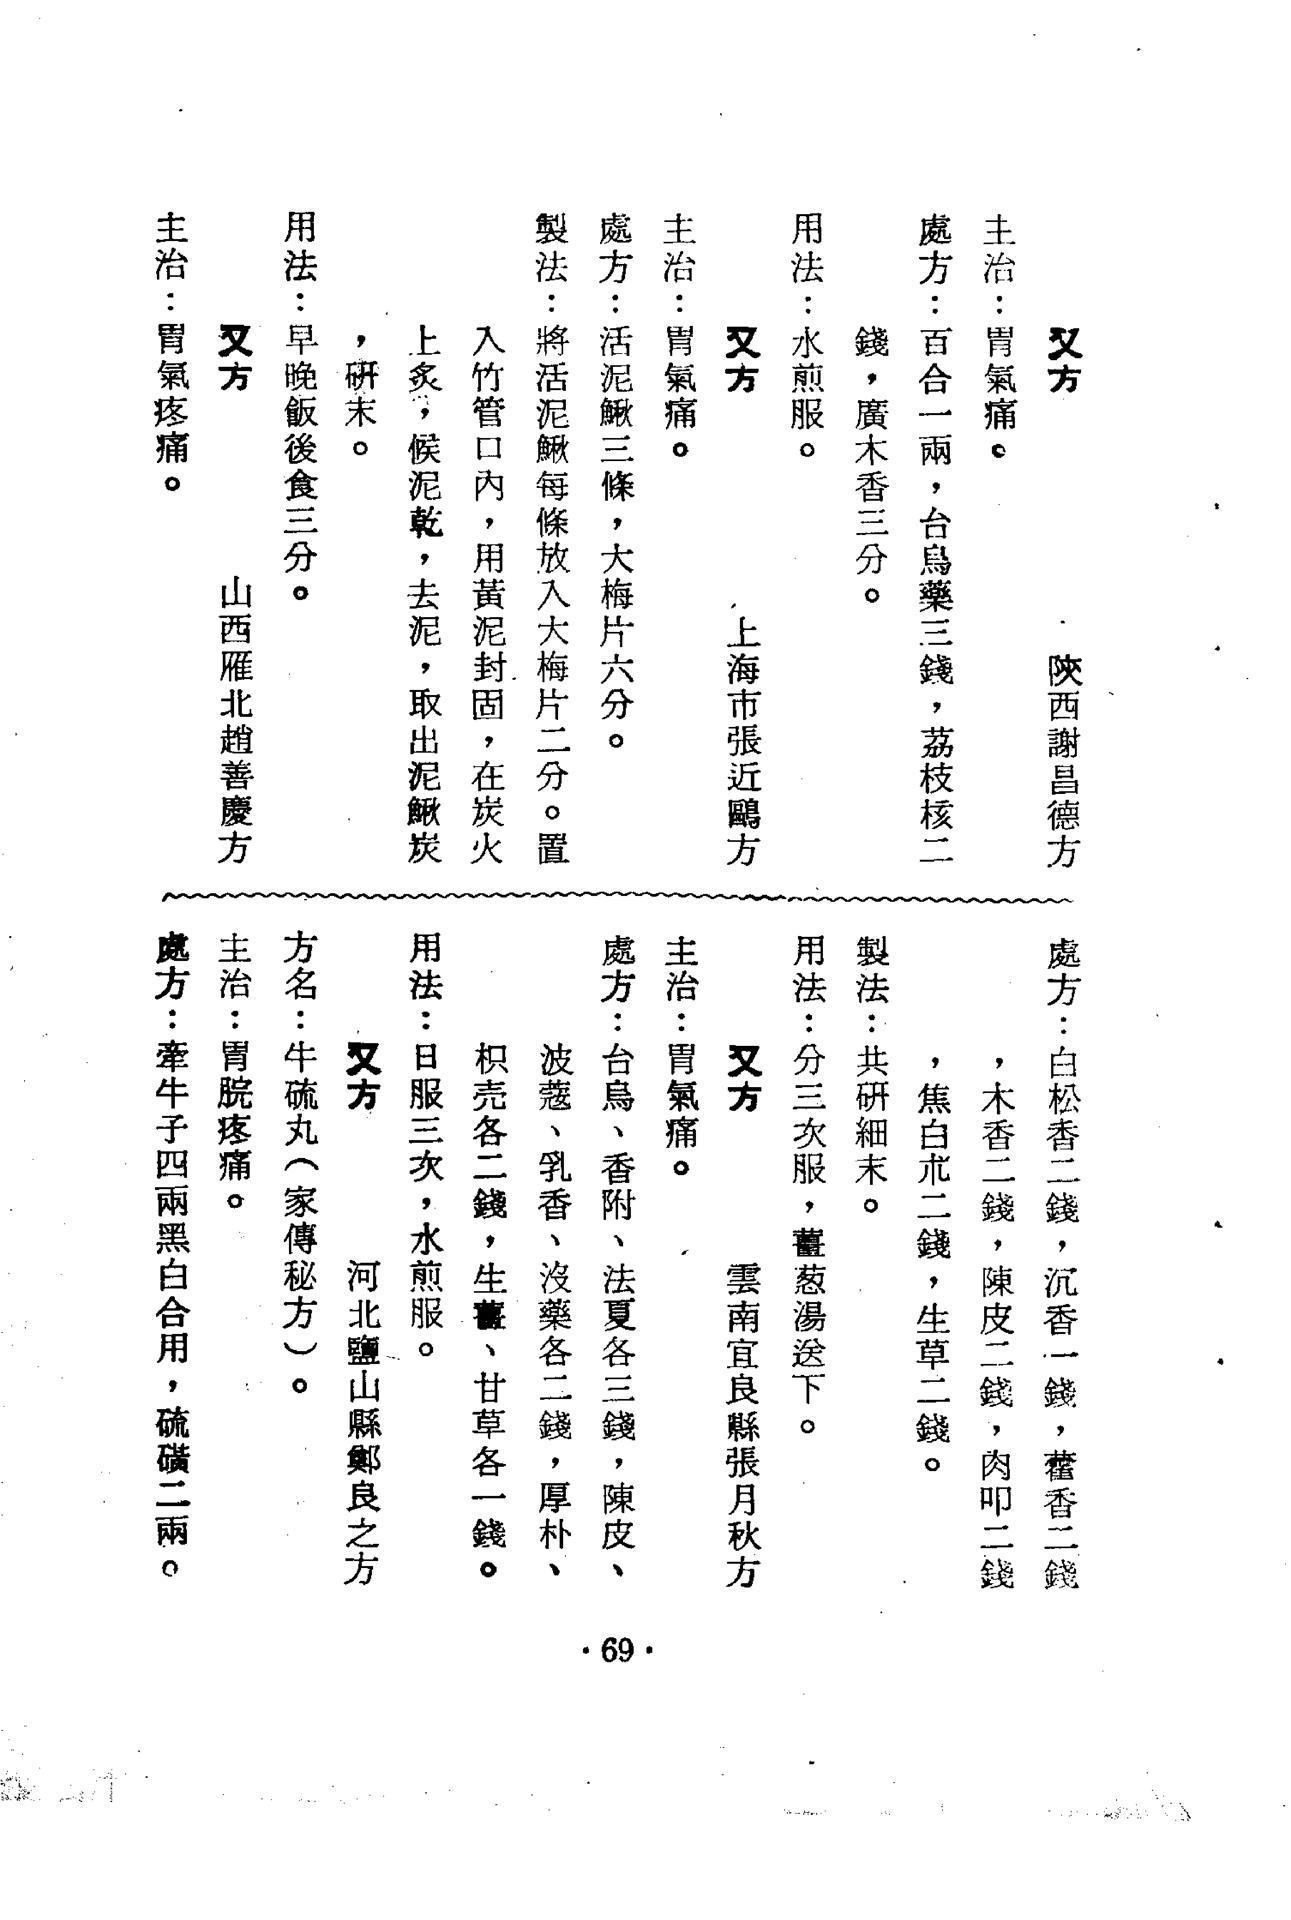 又方　陝西謝昌德方
主治：胃氣痛。
處方：百合一兩，台烏藥三錢，荔枝核二
錢，廣木香三分。
用法：水煎服。
又方　上海市張近鷗方
主治：胃氣痛。
處方：活泥鰍三條，大梅片六分。
製法：將活泥鰍每條放入大梅片二分。置
入竹管口內，用黃泥封固，在炭火
上炙，候泥乾，去泥，取出泥鰍炭
，研末。
用法：早晚飯後食三分。
又方　山西雁北趙善慶方
主治：胃氣疼痛。
處方：白松香二錢，沉香一錢，藿香二錢
，木香二錢，陳皮二錢，肉叩二錢
，焦白朮二錢，生草二錢。
製法：共研細末。
用法：分三次服，薑葱湯送下。
又方　雲南宜良縣張月秋方
主治：胃氣痛。
處方：台烏、香附、法夏各三錢，陳皮、
波蔻、乳香、沒藥各二錢，厚朴、
枳壳各二錢，生薑、甘草各一錢。
用法：日服三次，水煎服。
又方　河北鹽山縣鄭良之方
方名：牛硫丸（家傳秘方）。
主治：胃脘疼痛。
處方：牽牛子四兩黑白合用，硫磺二兩。
·69·